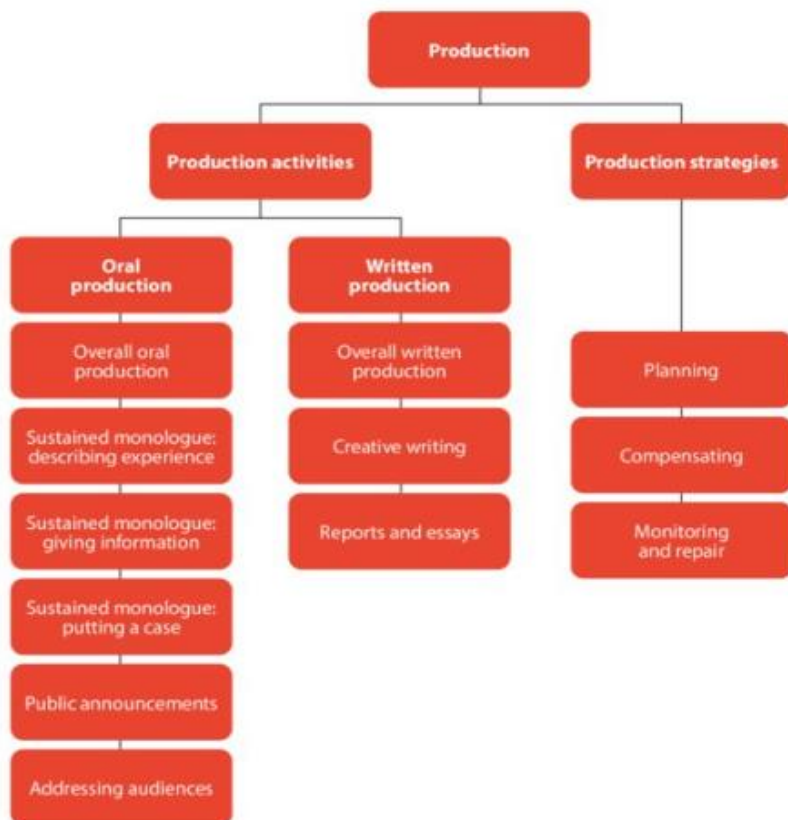 Production
Production activities
Production strategies
Oral
production
Written
production
Overall oral
production
Overall written
production
Planning
Sustained monologue:
describing experience
Creative writing
Compensating
Sustained monologue:
giving information
Reports and essays
Monitoring
and repair
Sustained monologue:
putting a case
Public announcements
Addressing audiences